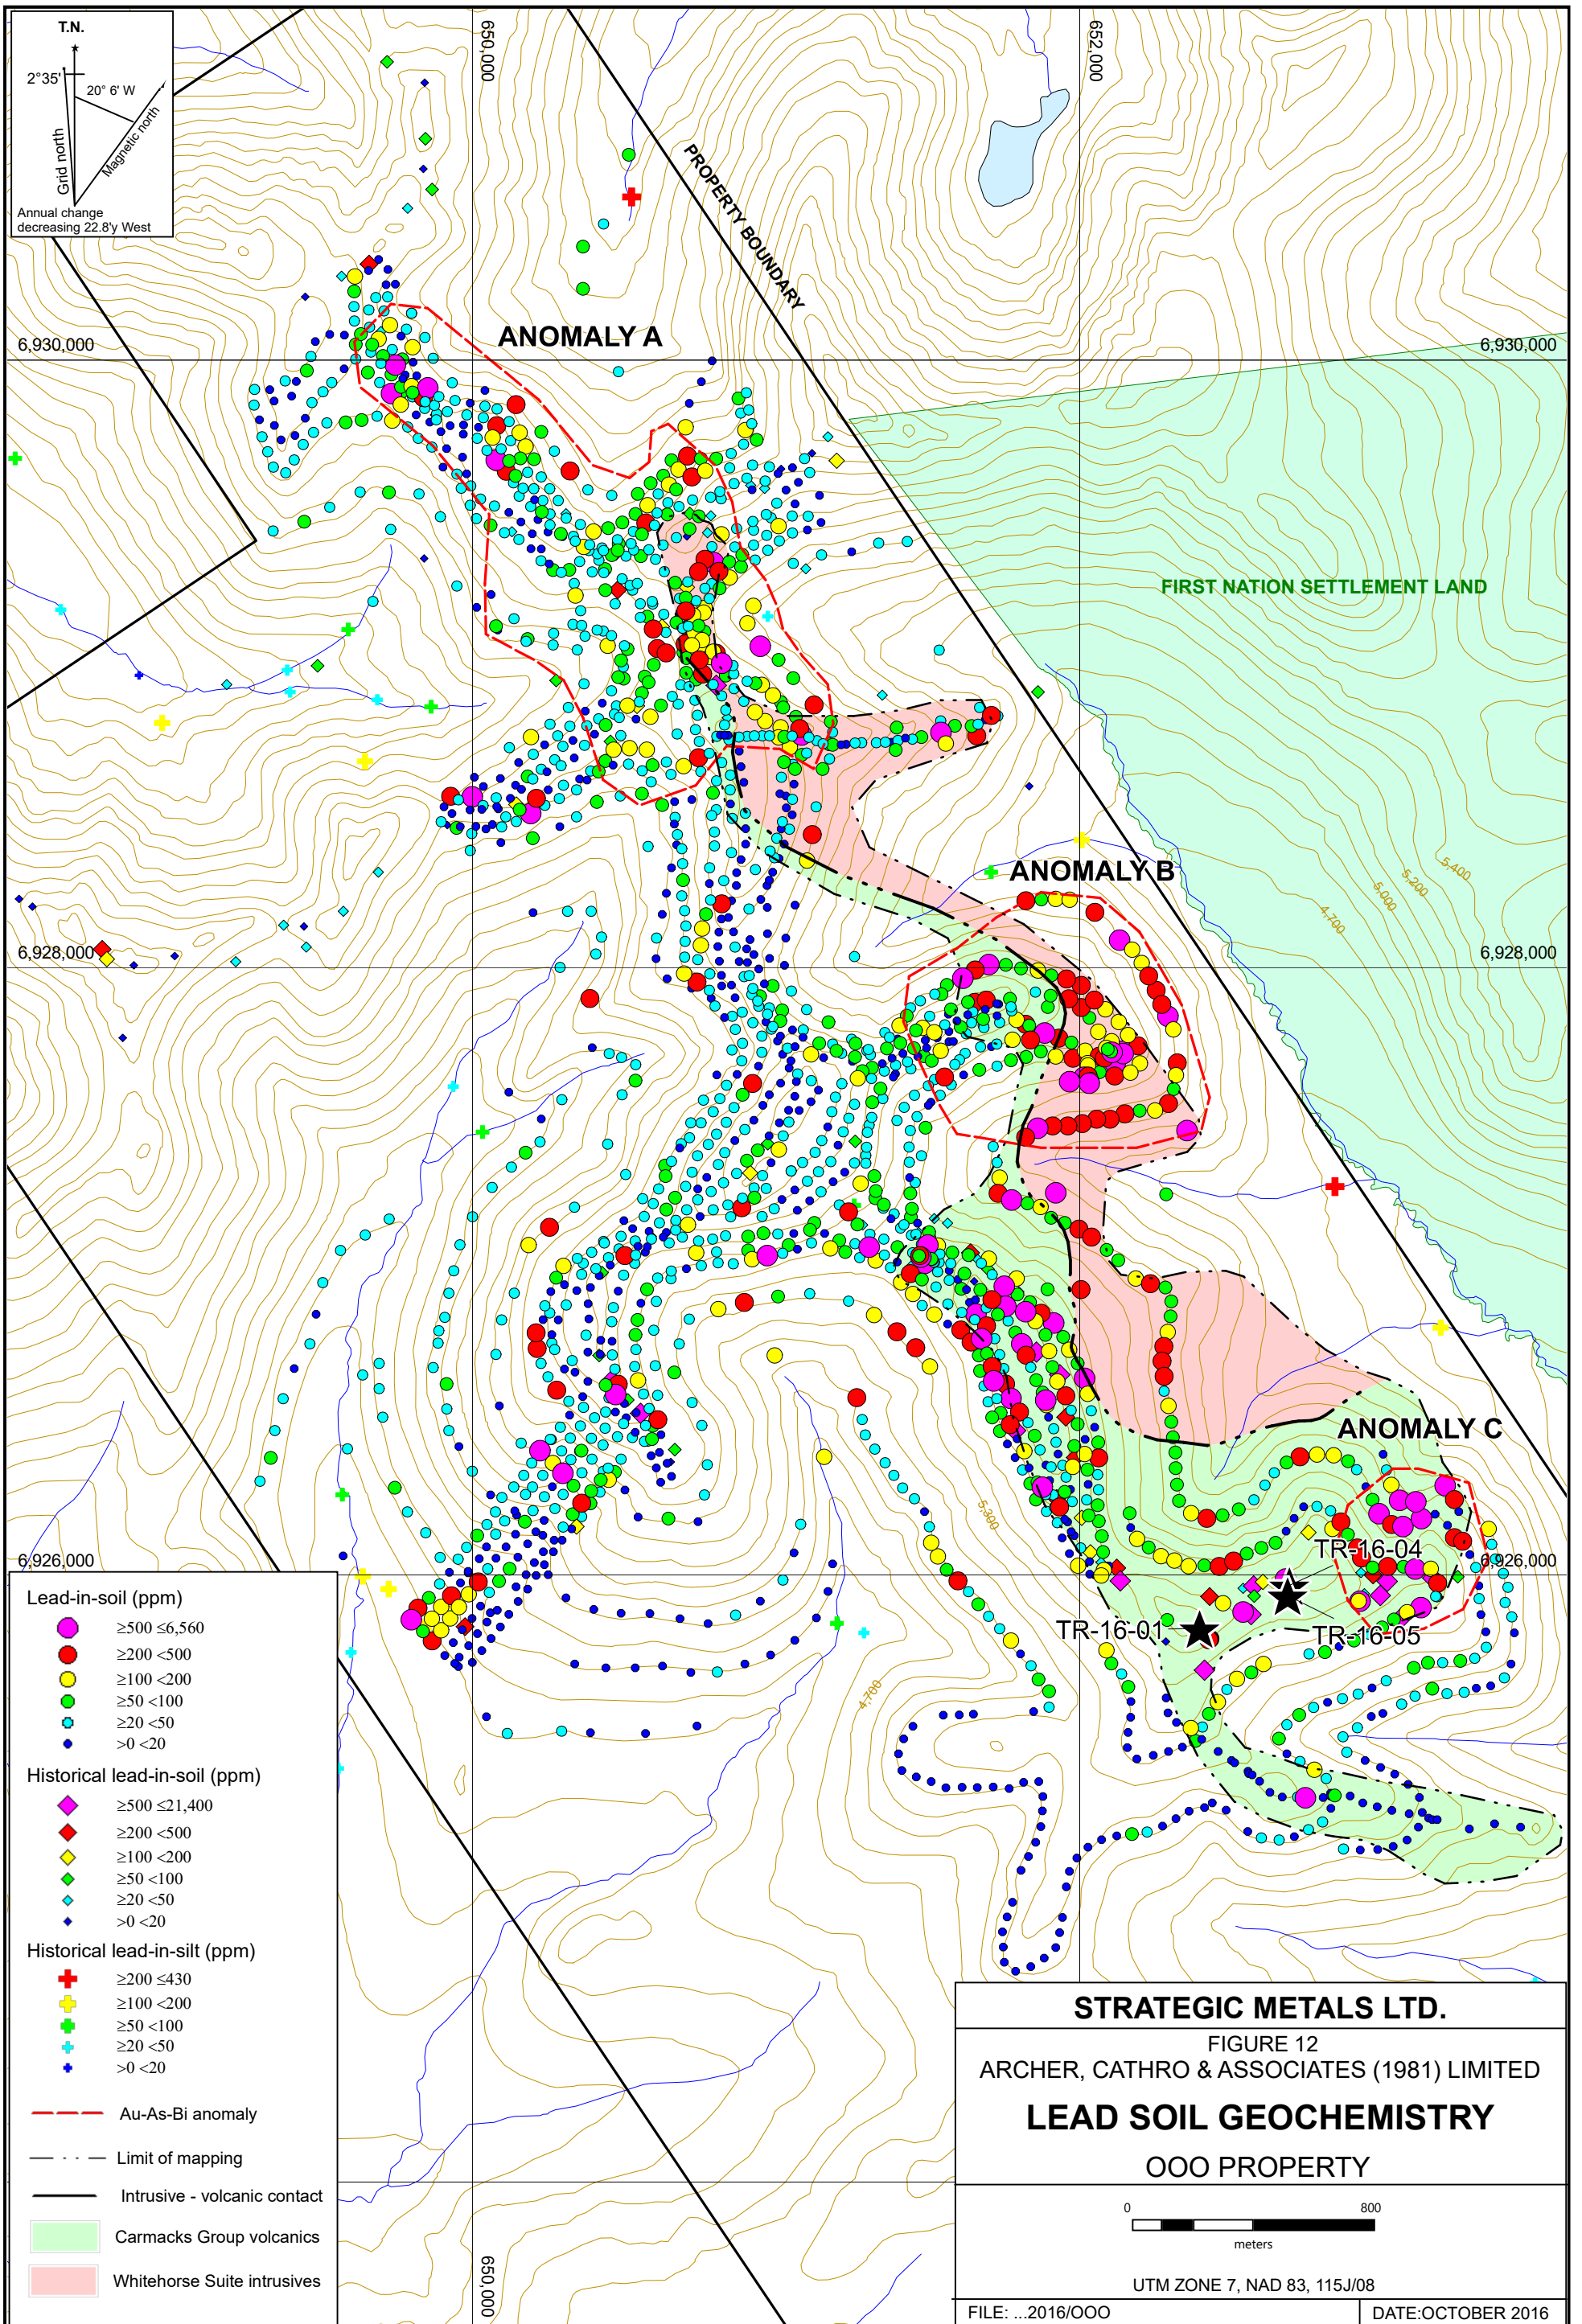 T.N.
2°35'
20° 6' W
Grid north
Magnetic north
Annual change
decreasing 22.8'y West
650,000
652,000
PROPERTY BOUNDARY
ANOMALY A
6,930,000
6,930,000
FIRST NATION SETTLEMENT LAND
ANOMALY B
5,400
5,200
5,000
4,700
6,928,000
6,928,000
ANOMALY C
5,300
TR-16-04
6,926,000
6,926,000
TR-16-01
TR-16-05
4,700
Lead-in-soil (ppm)
≥500 ≤6,560
≥200 <500
≥100 <200
≥50 <100
≥20 <50
>0 <20
Historical lead-in-soil (ppm)
≥500 ≤21,400
≥200 <500
≥100 <200
≥50 <100
≥20 <50
>0 <20
Historical lead-in-silt (ppm)
≥200 ≤430
≥100 <200
≥50 <100
≥20 <50
>0 <20
Au-As-Bi anomaly
Limit of mapping
Intrusive - volcanic contact
Carmacks Group volcanics
Whitehorse Suite intrusives
650,000
STRATEGIC METALS LTD.
FIGURE 12
ARCHER, CATHRO & ASSOCIATES (1981) LIMITED
LEAD SOIL GEOCHEMISTRY
OOO PROPERTY
0 800
meters
UTM ZONE 7, NAD 83, 115J/08
FILE: ...2016/OOO DATE:OCTOBER 2016